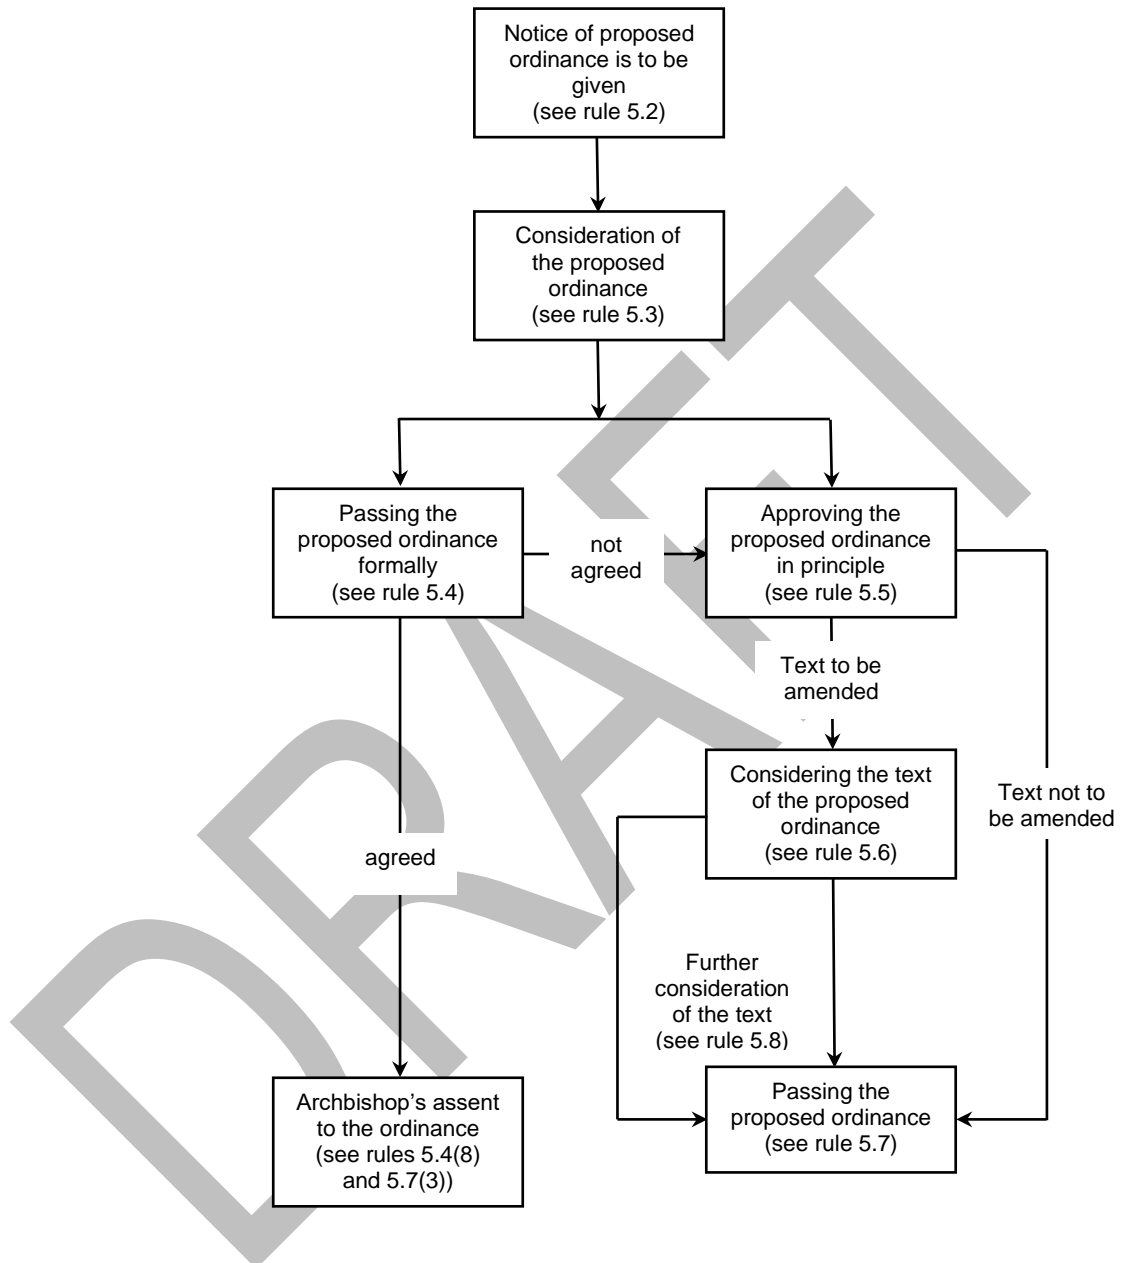 Notice of proposed
ordinance is to be
given
(see rule 5.2)
Consideration of
the proposed
ordinance
(see rule 5.3)
Passing the
proposed ordinance
formally
(see rule 5.4)
not
agreed
Approving the
proposed ordinance
in principle
(see rule 5.5)
Text to be
amended
Considering the text
of the proposed
ordinance
(see rule 5.6)
Text not to
be amended
agreed
Further
consideration
of the text
(see rule 5.8)
Archbishop's assent
to the ordinance
(see rules 5.4(8)
and 5.7(3))
Passing the
proposed ordinance
(see rule 5.7)
DRAFT